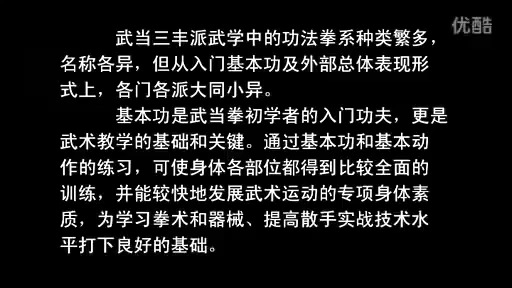 优酷
武当三丰派武学中的功法拳系种类繁多，
名称各异，但从入门基本功及外部总体表现形
式上，各门各派大同小异。
基本功是武当拳初学者的入门功夫，更是
武术教学的基础和关键。通过基本功和基本动
作的练习，可使身体各部位都得到比较全面的
训练，并能较快地发展武术运动的专项身体素
质，为学习拳术和器械、提高散手实战技术水
平打下良好的基础。